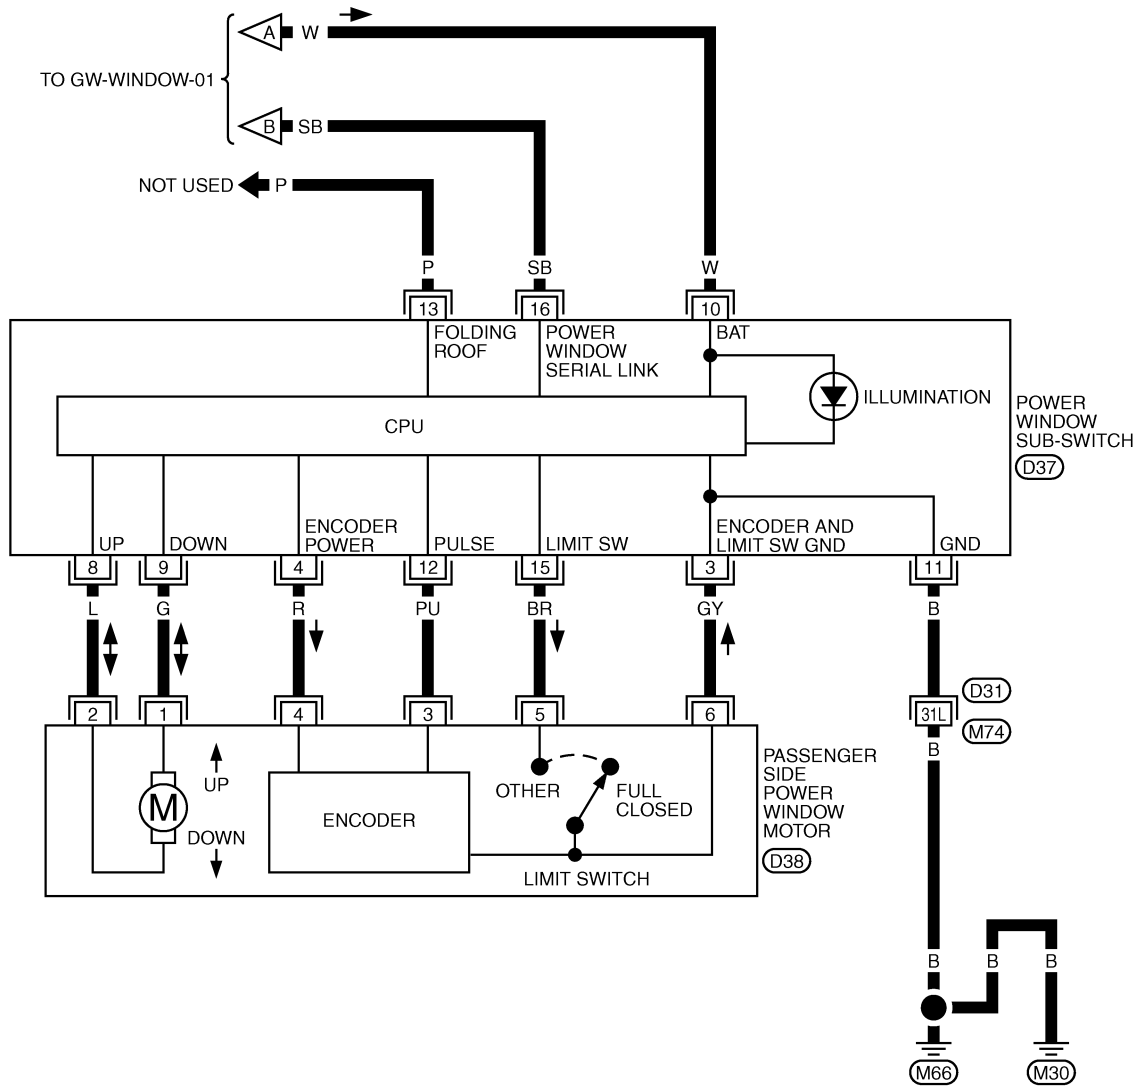 A W
TO GW-WINDOW-01
B SB
NOT USED P
P SB W
13 16 10
FOLDING
ROOF
POWER
WINDOW
SERIAL LINK
BAT
ILLUMINATION
CPU
POWER
WINDOW
SUB-SWITCH
D37
UP DOWN
ENCODER
POWER
PULSE LIMIT SW
ENCODER AND
LIMIT SW GND
GND
8 9 4 12 15 3 11
L G R PU BR GY B
2 1 4 3 5 6 31L
D31
M74
B
M
UP
DOWN
ENCODER
OTHER
FULL
CLOSED
LIMIT SWITCH
PASSENGER
SIDE
POWER
WINDOW
MOTOR
D38
B B B
M66 M30